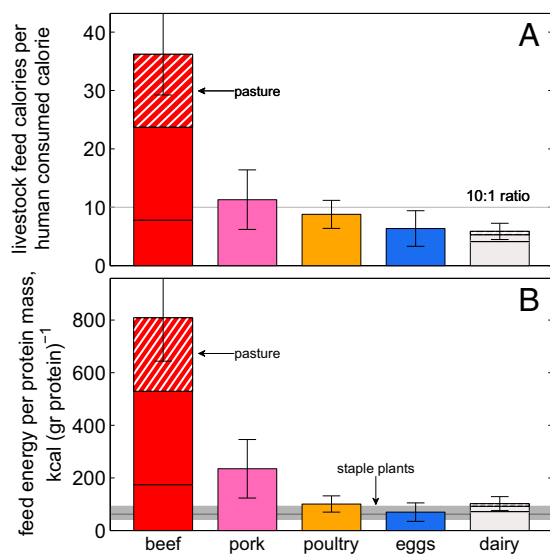 A
livestock feed calories per
human consumed calorie
40
30
20
10
0
pasture
10:1 ratio
B
feed energy per protein mass,
kcal (gr protein)⁻¹
800
600
400
200
0
pasture
staple plants
beef pork poultry eggs dairy